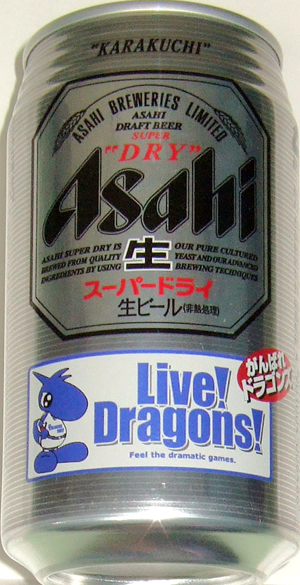 "KARAKUCHI"
ASAHI BREWERIES LIMITED
ASAHI
DRAFT BEER
SUPER
"DRY"
Asahi
ASAHI SUPER DRY IS
BREWED FROM QUALITY
INGREDIENTS BY USING
生
OUR PURE CULTURED
YEAST AND OUR ADVANCED
BREWING TECHNIQUES
スーパードライ
生ビール(非熱処理)
がんばれ
ドラゴンズ
Live!
Dragons!
Feel the dramatic games.